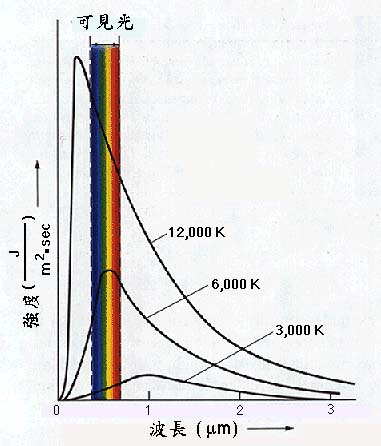 可見光
12,000 K
6,000 K
3,000 K
強度 (J/m².sec)
0 1 2 3
波長 (μm)